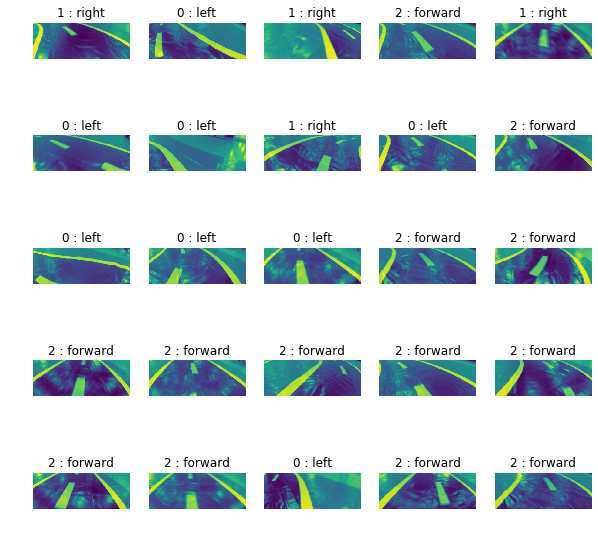 1 : right 0 : left 1 : right 2 : forward 1 : right
0 : left 0 : left 1 : right 0 : left 2 : forward
0 : left 0 : left 0 : left 2 : forward 2 : forward
2 : forward 2 : forward 2 : forward 2 : forward 2 : forward
2 : forward 2 : forward 0 : left 2 : forward 2 : forward